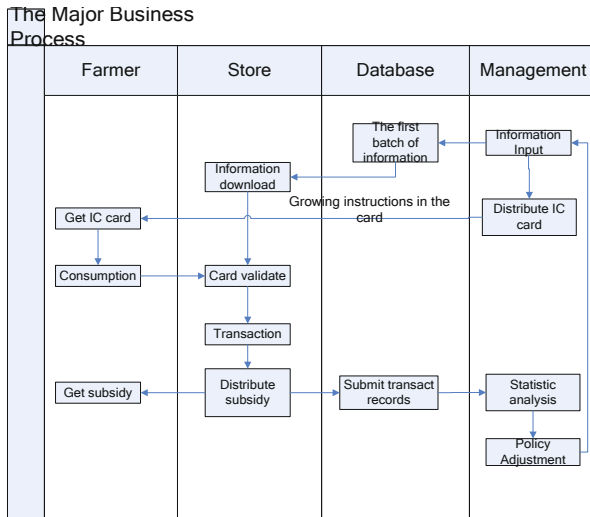 The Major Business
Process
Farmer
Store
Database
Management
The first
batch of
information
Information
Input
Information
download
Growing instructions in the
card
Get IC card
Distribute IC
card
Consumption
Card validate
Transaction
Get subsidy
Distribute
subsidy
Submit transact
records
Statistic
analysis
Policy
Adjustment